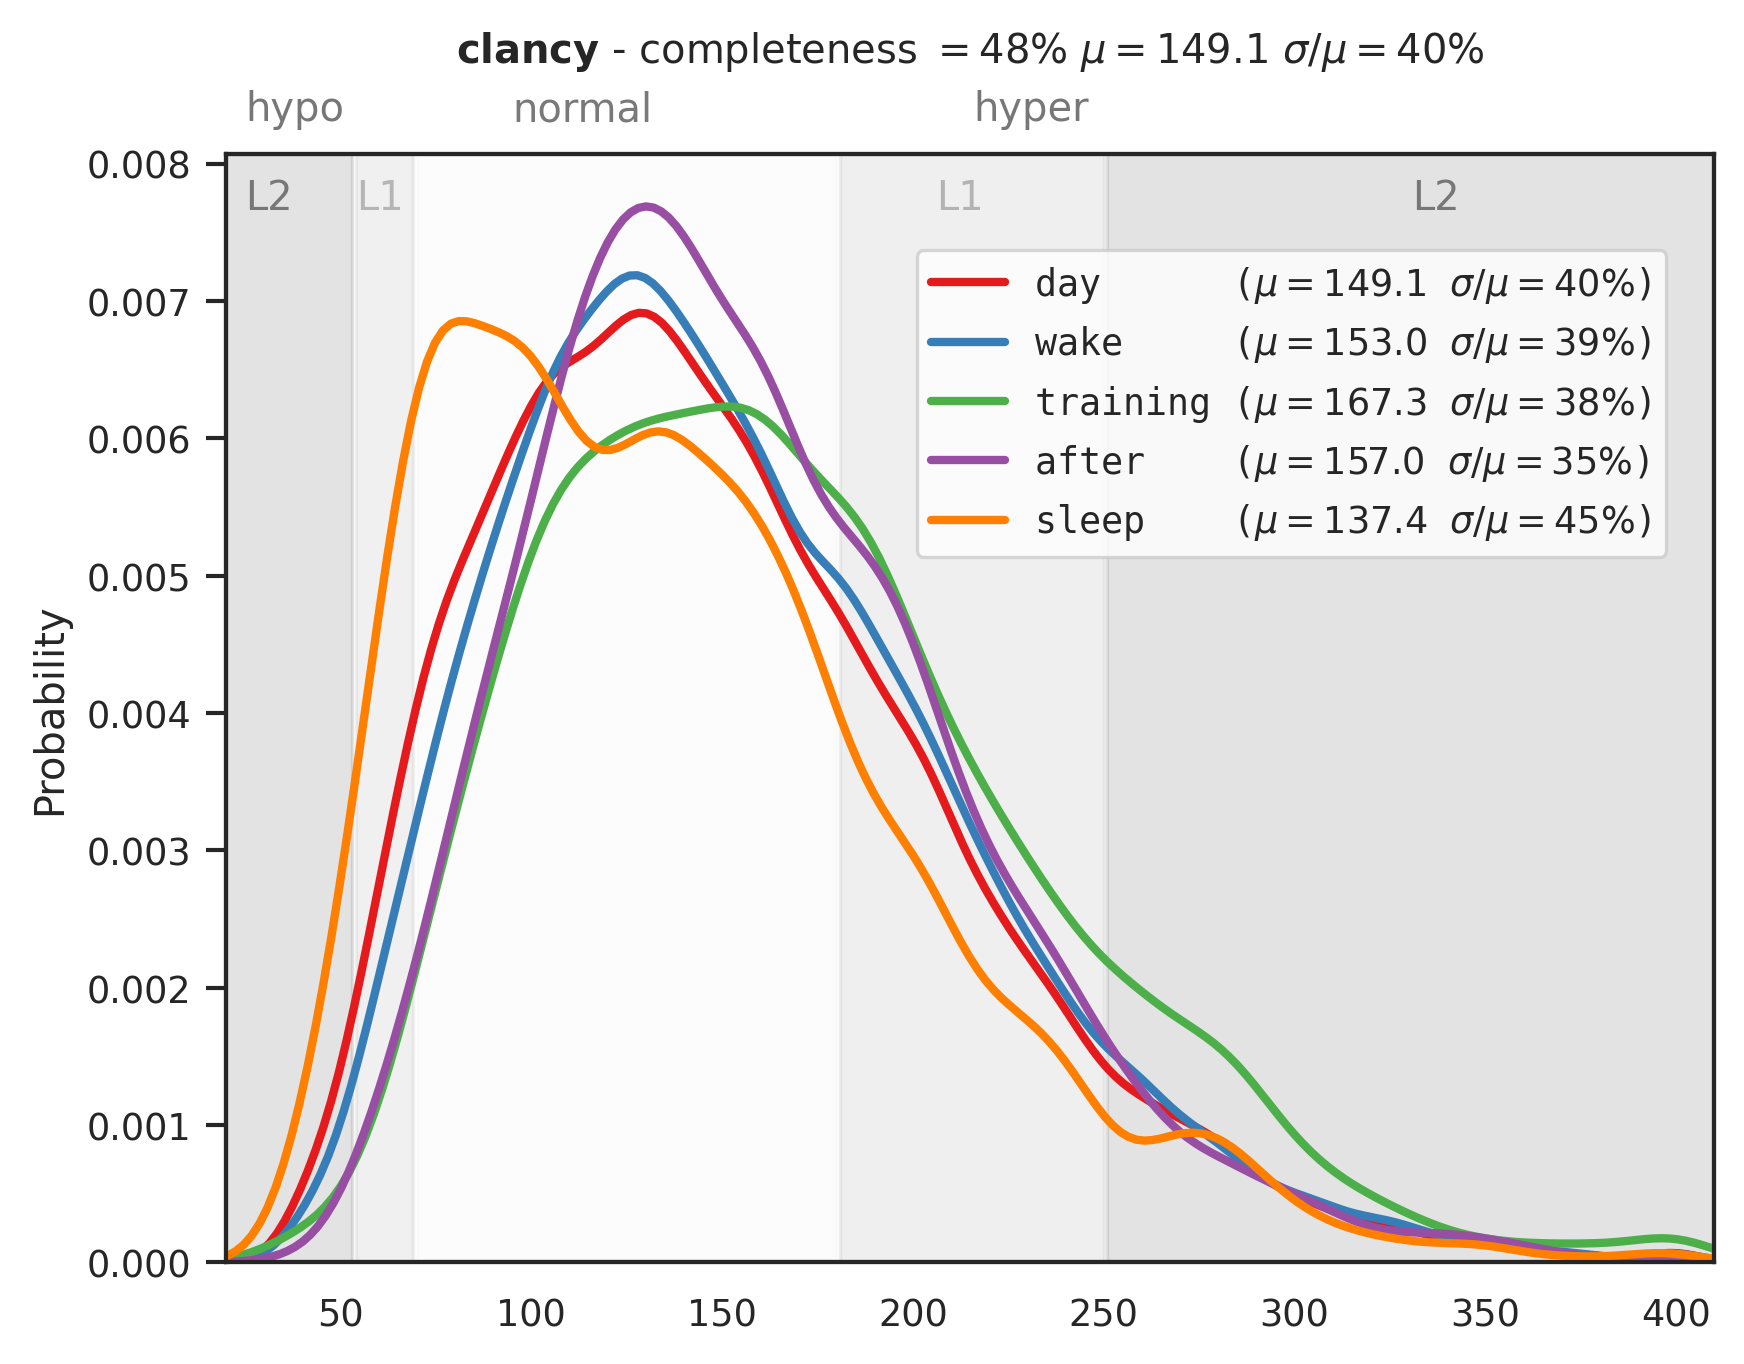 clancy - completeness = 48% μ = 149.1 σ/μ = 40%
hypo normal hyper
L2 L1 L1 L2
day (μ = 149.1 σ/μ = 40%)
wake (μ = 153.0 σ/μ = 39%)
training (μ = 167.3 σ/μ = 38%)
after (μ = 157.0 σ/μ = 35%)
sleep (μ = 137.4 σ/μ = 45%)
Probability
0.008
0.007
0.006
0.005
0.004
0.003
0.002
0.001
0.000
50 100 150 200 250 300 350 400